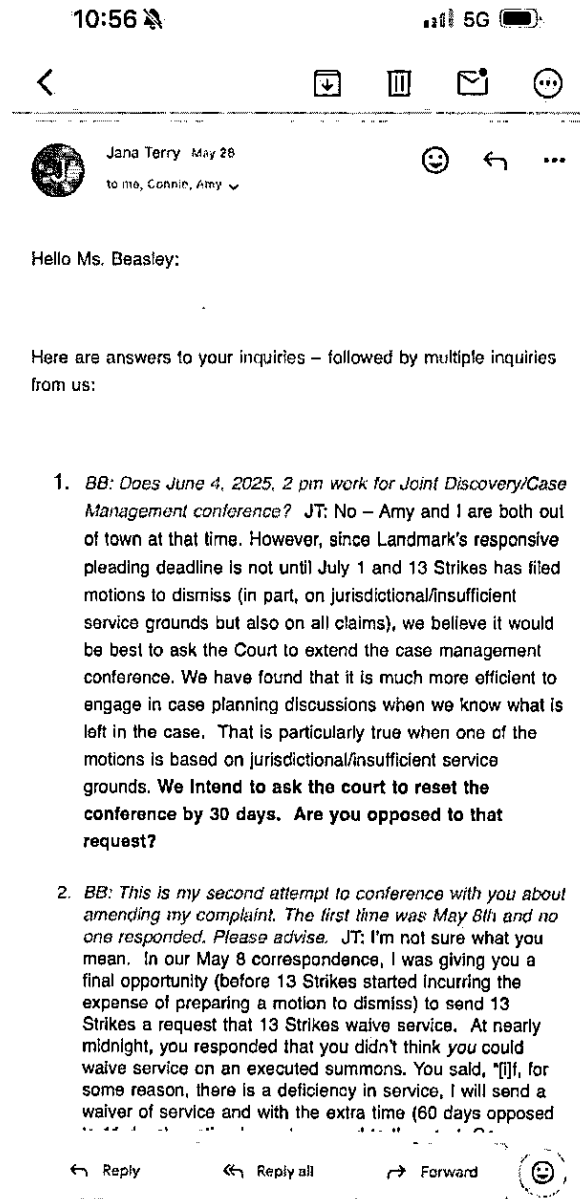 10:56
5G
Jana Terry May 28
to me, Connie, Amy
Hello Ms. Beasley:
Here are answers to your inquiries – followed by multiple inquiries
from us:
1. BB: Does June 4, 2025, 2 pm work for Joint Discovery/Case
Management conference? JT: No – Amy and I are both out
of town at that time. However, since Landmark's responsive
pleading deadline is not until July 1 and 13 Strikes has filed
motions to dismiss (in part, on jurisdictional/insufficient
service grounds but also on all claims), we believe it would
be best to ask the Court to extend the case management
conference. We have found that it is much more efficient to
engage in case planning discussions when we know what is
left in the case. That is particularly true when one of the
motions is based on jurisdictional/insufficient service
grounds. We intend to ask the court to reset the
conference by 30 days. Are you opposed to that
request?
2. BB: This is my second attempt to conference with you about
amending my complaint. The first time was May 8th and no
one responded. Please advise. JT: I'm not sure what you
mean. In our May 8 correspondence, I was giving you a
final opportunity (before 13 Strikes started incurring the
expense of preparing a motion to dismiss) to send 13
Strikes a request that 13 Strikes waive service. At nearly
midnight, you responded that you didn't think you could
waive service on an executed summons. You said, "[i]f, for
some reason, there is a deficiency in service, I will send a
waiver of service and with the extra time (60 days opposed
Reply
Reply all
Forward